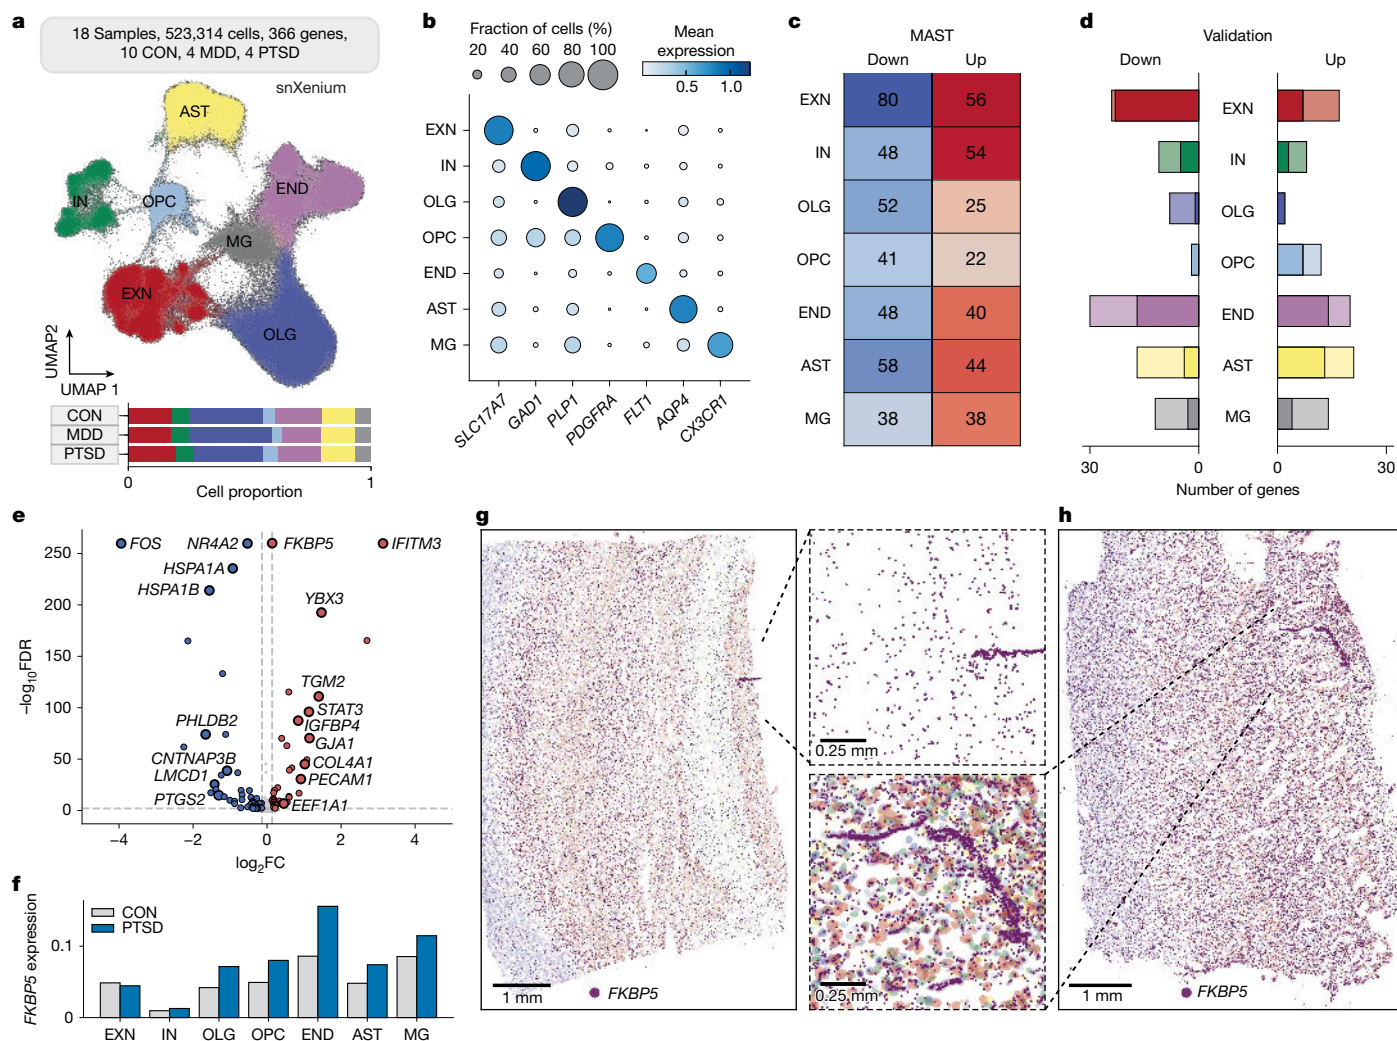 a
18 Samples, 523,314 cells, 366 genes,
10 CON, 4 MDD, 4 PTSD
snXenium
AST
END
IN
OPC
MG
EXN
OLG
UMAP2
UMAP 1
CON
MDD
PTSD
0
1
Cell proportion
b
Fraction of cells (%)
20 40 60 80 100
Mean
expression
0.5 1.0
EXN
IN
OLG
OPC
END
AST
MG
SLC17A7
GAD1
PLP1
PDGFRA
FLT1
AQP4
CX3CR1
c
MAST
Down Up
EXN 80 56
IN 48 54
OLG 52 25
OPC 41 22
END 48 40
AST 58 44
MG 38 38
d
Validation
Down Up
EXN
IN
OLG
OPC
END
AST
MG
30 0 0 30
Number of genes
e
FOS
NR4A2
FKBP5
IFITM3
HSPA1A
HSPA1B
YBX3
TGM2
STAT3
IGFBP4
PHLDB2
GJA1
CNTNAP3B
COL4A1
LMCD1
PECAM1
PTGS2
EEF1A1
250
200
150
100
50
0
−log10FDR
−4 −2 0 2 4
log2FC
f
CON
PTSD
0.1
0
FKBP5 expression
EXN IN OLG OPC END AST MG
g
1 mm
FKBP5
0.25 mm
0.25 mm
h
1 mm
FKBP5